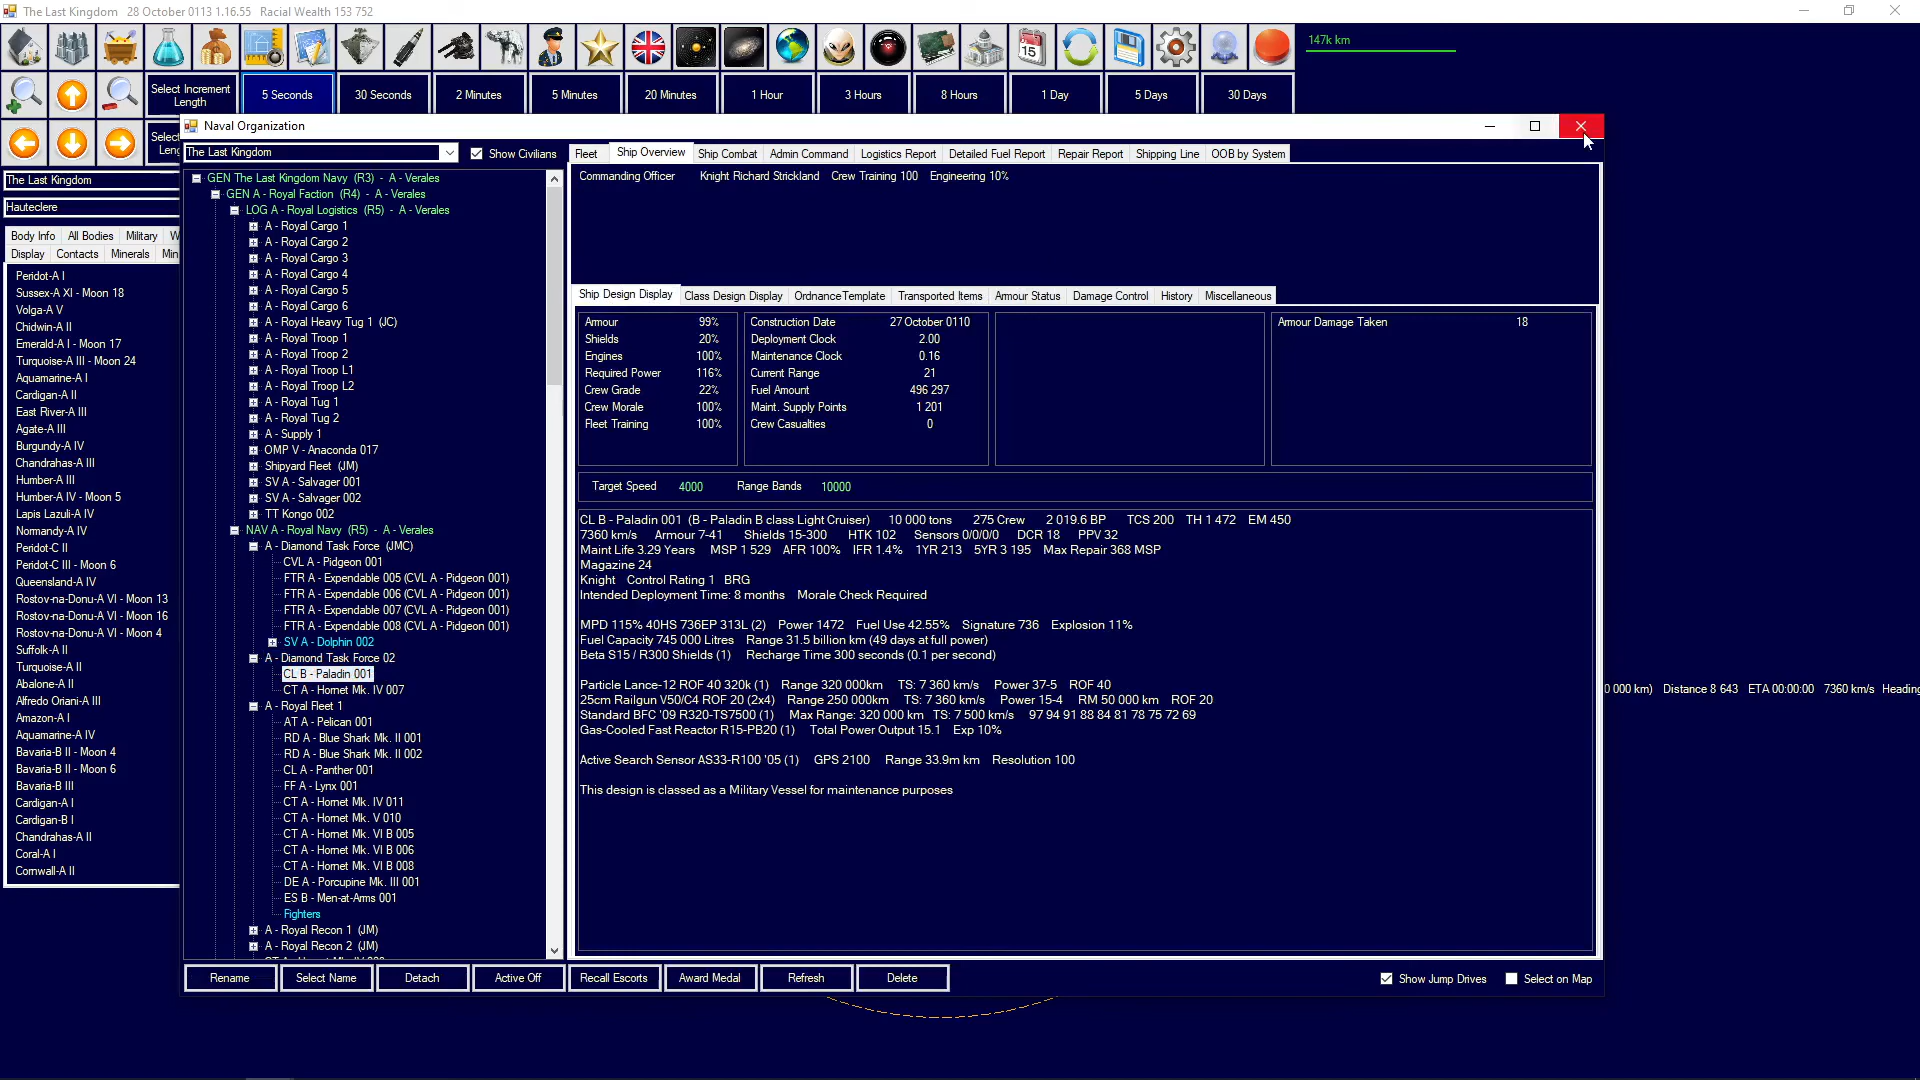 The Last Kingdom   28 October 0113 1.16.55   Racial Wealth 153 752
15
147k km
Select Increment Length
5 Seconds
30 Seconds
2 Minutes
5 Minutes
20 Minutes
1 Hour
3 Hours
8 Hours
1 Day
5 Days
30 Days
Naval Organization
The Last Kingdom
Show Civilians
The Last Kingdom
Hauteclere
Body Info   All Bodies   Military   W
Display   Contacts   Minerals   Min
Peridot-A I
Sussex-A XI - Moon 18
Volga-A V
Chidwin-A II
Emerald-A I - Moon 17
Turquoise-A III - Moon 24
Aquamarine-A I
Cardigan-A II
East River-A III
Agate-A III
Burgundy-A IV
Chandrahas-A III
Humber-A III
Humber-A IV - Moon 5
Lapis Lazuli-A IV
Normandy-A IV
Peridot-C II
Peridot-C III - Moon 6
Queensland-A IV
Rostov-na-Donu-A VI - Moon 13
Rostov-na-Donu-A VI - Moon 16
Rostov-na-Donu-A VI - Moon 4
Suffolk-A II
Turquoise-A II
Abalone-A II
Alfredo Oriani-A III
Amazon-A I
Aquamarine-A IV
Bavaria-B II - Moon 4
Bavaria-B II - Moon 6
Bavaria-B III
Cardigan-A I
Cardigan-B I
Chandrahas-A II
Coral-A I
Cornwall-A II
GEN The Last Kingdom Navy (R3) - A - Verales
GEN A - Royal Faction (R4) - A - Verales
LOG A - Royal Logistics (R5) - A - Verales
A - Royal Cargo 1
A - Royal Cargo 2
A - Royal Cargo 3
A - Royal Cargo 4
A - Royal Cargo 5
A - Royal Cargo 6
A - Royal Heavy Tug 1 (JC)
A - Royal Troop 1
A - Royal Troop 2
A - Royal Troop L1
A - Royal Troop L2
A - Royal Tug 1
A - Royal Tug 2
A - Supply 1
OMP V - Anaconda 017
Shipyard Fleet (JM)
SV A - Salvager 001
SV A - Salvager 002
TT Kongo 002
NAV A - Royal Navy (R5) - A - Verales
A - Diamond Task Force (JMC)
CVL A - Pidgeon 001
FTR A - Expendable 005 (CVL A - Pidgeon 001)
FTR A - Expendable 006 (CVL A - Pidgeon 001)
FTR A - Expendable 007 (CVL A - Pidgeon 001)
FTR A - Expendable 008 (CVL A - Pidgeon 001)
SV A - Dolphin 002
A - Diamond Task Force 02
CL B - Paladin 001
CT A - Hornet Mk. IV 007
A - Royal Fleet 1
AT A - Pelican 001
RD A - Blue Shark Mk. II 001
RD A - Blue Shark Mk. II 002
CL A - Panther 001
FF A - Lynx 001
CT A - Hornet Mk. IV 011
CT A - Hornet Mk. V 010
CT A - Hornet Mk. VI B 005
CT A - Hornet Mk. VI B 006
CT A - Hornet Mk. VI B 008
DE A - Porcupine Mk. III 001
ES B - Men-at-Arms 001
Fighters
A - Royal Recon 1 (JM)
A - Royal Recon 2 (JM)
Fleet   Ship Overview   Ship Combat   Admin Command   Logistics Report   Detailed Fuel Report   Repair Report   Shipping Line   OOB by System
Commanding Officer   Knight Richard Strickland   Crew Training 100   Engineering 10%
Ship Design Display   Class Design Display   Ordnance Template   Transported Items   Armour Status   Damage Control   History   Miscellaneous
Armour 99%
Shields 20%
Engines 100%
Required Power 116%
Crew Grade 22%
Crew Morale 100%
Fleet Training 100%
Construction Date 27 October 0110
Deployment Clock 2.00
Maintenance Clock 0.16
Current Range 21
Fuel Amount 496 297
Maint. Supply Points 1 201
Crew Casualties 0
Armour Damage Taken 18
Target Speed 4000   Range Bands 10000
CL B - Paladin 001 (B - Paladin B class Light Cruiser)   10 000 tons   275 Crew   2 019.6 BP   TCS 200   TH 1 472   EM 450
7360 km/s   Armour 7-41   Shields 15-300   HTK 102   Sensors 0/0/0/0   DCR 18   PPV 32
Maint Life 3.29 Years   MSP 1 529   AFR 100%   IFR 1.4%   1YR 213   5YR 3 195   Max Repair 368 MSP
Magazine 24
Knight   Control Rating 1   BRG
Intended Deployment Time: 8 months   Morale Check Required
MPD 115% 40HS 736EP 313L (2)   Power 1472   Fuel Use 42.55%   Signature 736   Explosion 11%
Fuel Capacity 745 000 Litres   Range 31.5 billion km (49 days at full power)
Beta S15 / R300 Shields (1)   Recharge Time 300 seconds (0.1 per second)
Particle Lance-12 ROF 40 320k (1)   Range 320 000km   TS: 7 360 km/s   Power 37-5   ROF 40
25cm Railgun V50/C4 ROF 20 (2x4)   Range 250 000km   TS: 7 360 km/s   Power 15-4   RM 50 000 km   ROF 20
Standard BFC '09 R320-TS7500 (1)   Max Range: 320 000 km   TS: 7 500 km/s   97 94 91 88 84 81 78 75 72 69
Gas-Cooled Fast Reactor R15-PB20 (1)   Total Power Output 15.1   Exp 10%
Active Search Sensor AS33-R100 '05 (1)   GPS 2100   Range 33.9m km   Resolution 100
This design is classed as a Military Vessel for maintenance purposes
0 000 km)   Distance 8 643   ETA 00:00:00   7360 km/s   Heading
Rename   Select Name   Detach   Active Off   Recall Escorts   Award Medal   Refresh   Delete
Show Jump Drives   Select on Map